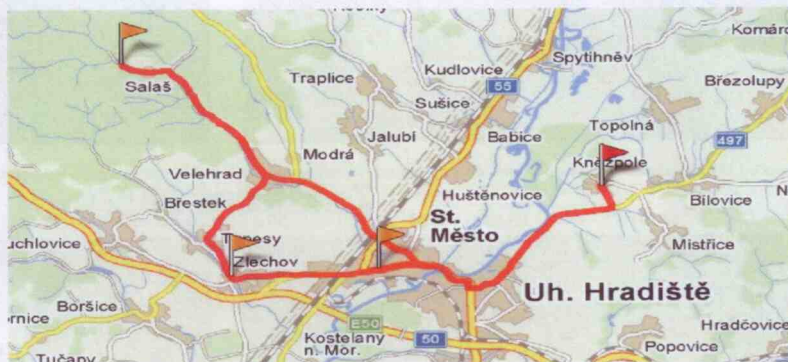 Komárov
Spytihněv
Kudlovice
Traplice
55
Březolupy
Salaš
Sušice
Topolná
Jalubí
Babice
497
Modrá
Kněžpole
Velehrad
Huštěnovice
Bílovice
Břestek
St.
Město
Tupesy
Mistřice
Zlechov
Uh. Hradiště
Boršice
E50
Kostelany
n. Mor.
50
Hradčovice
Popovice
Tučapy